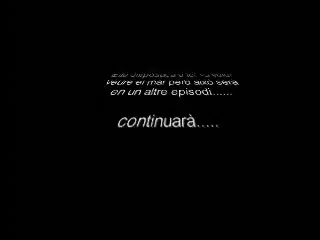 veure el mar però això serà
en un altre episodi......
continuarà.....